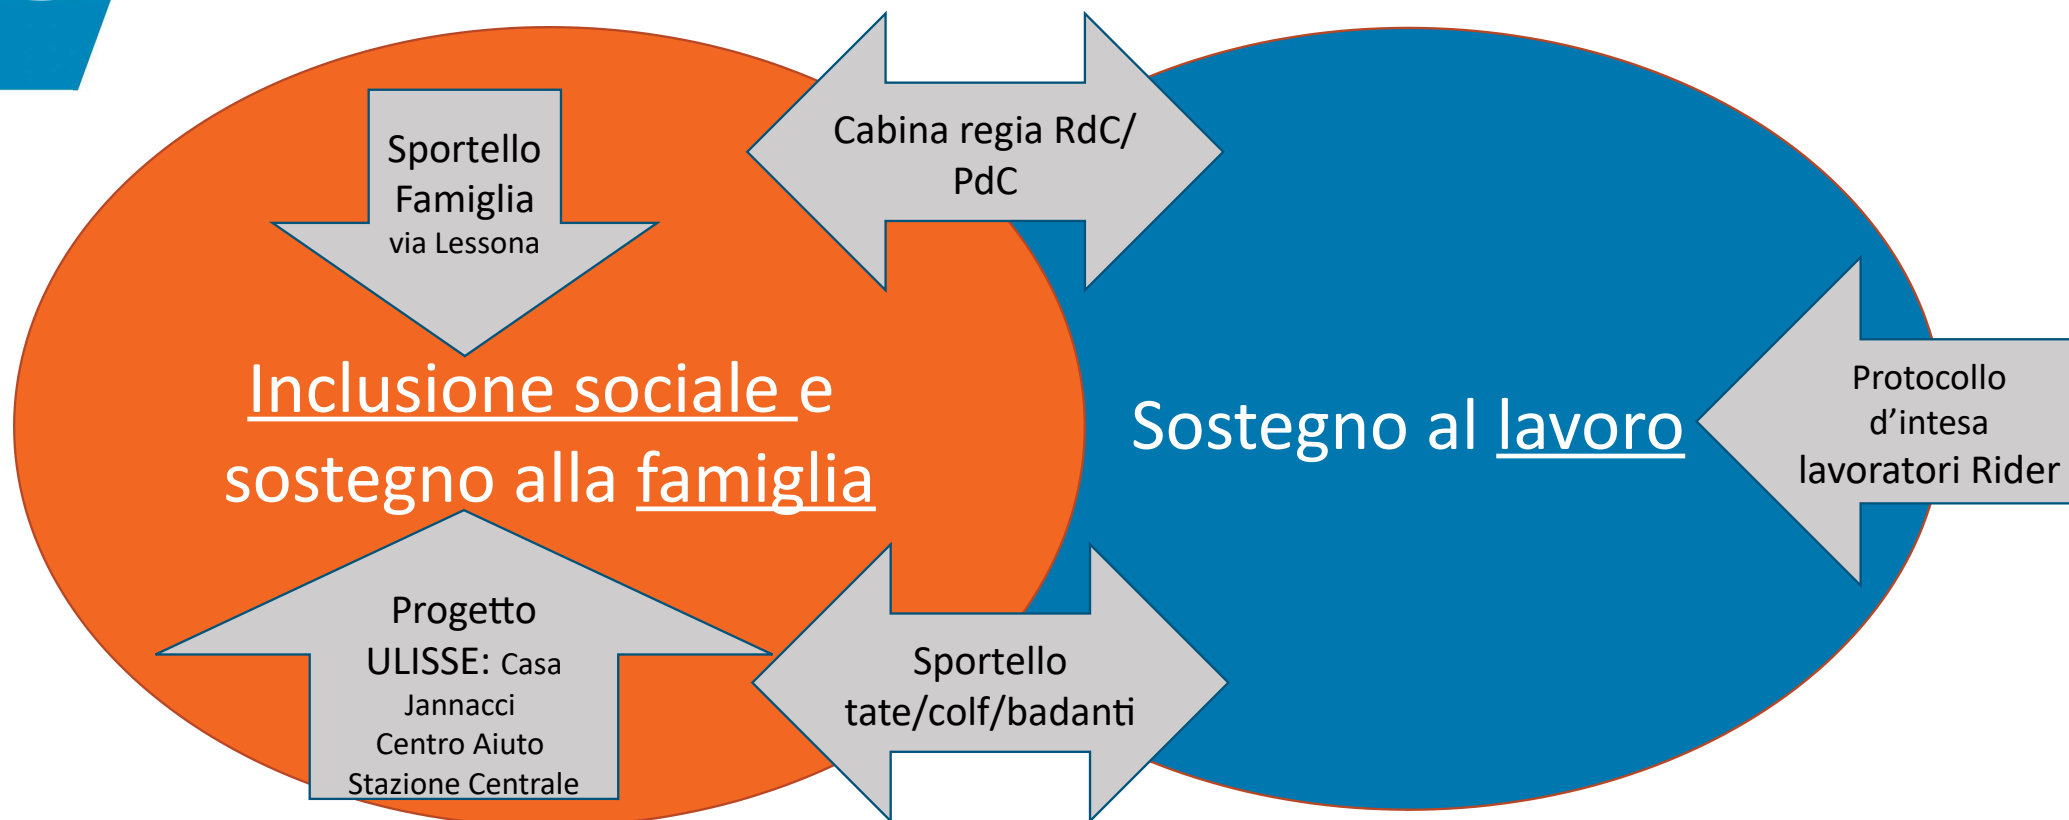 Sportello
Famiglia
via Lessona
Cabina regia RdC/
PdC
Inclusione sociale e
sostegno alla famiglia
Sostegno al lavoro
Protocollo
d’intesa
lavoratori Rider
Progetto
ULISSE: Casa
Jannacci
Centro Aiuto
Stazione Centrale
Sportello
tate/colf/badanti